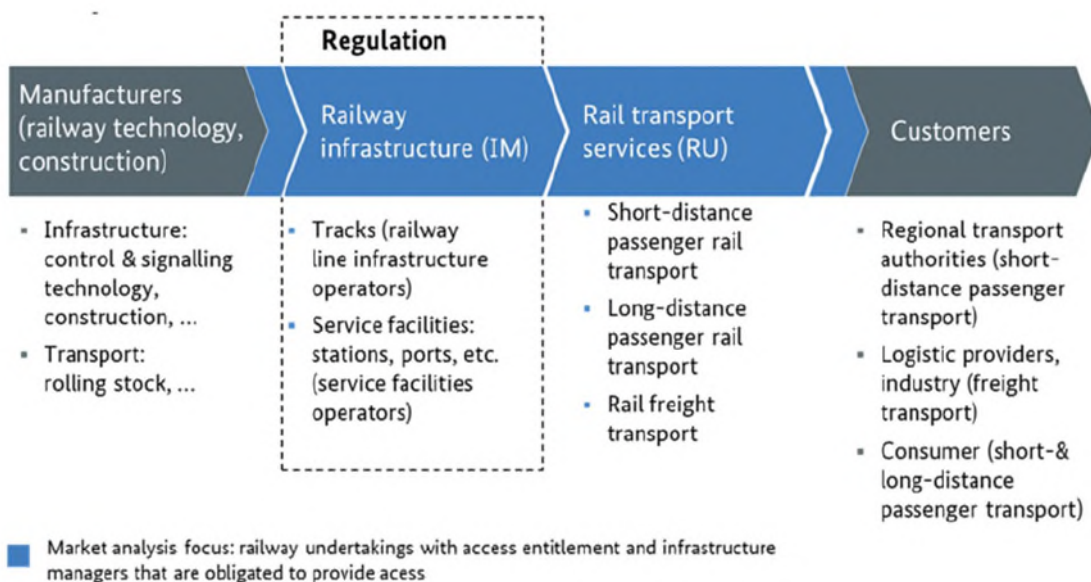 Regulation
Manufacturers
(railway technology,
construction)
Railway
infrastructure (IM)
Rail transport
services (RU)
Customers
▪ Infrastructure:
control & signalling
technology,
construction, ...
▪ Transport:
rolling stock, ...
▪ Tracks (railway
line infrastructure
operators)
▪ Service facilities:
stations, ports, etc.
(service facilities
operators)
▪ Short-distance
passenger rail
transport
▪ Long-distance
passenger rail
transport
▪ Rail freight
transport
▪ Regional transport
authorities (short-
distance passenger
transport)
▪ Logistic providers,
industry (freight
transport)
▪ Consumer (short-&
long-distance
passenger transport)
Market analysis focus: railway undertakings with access entitlement and infrastructure
managers that are obligated to provide acess